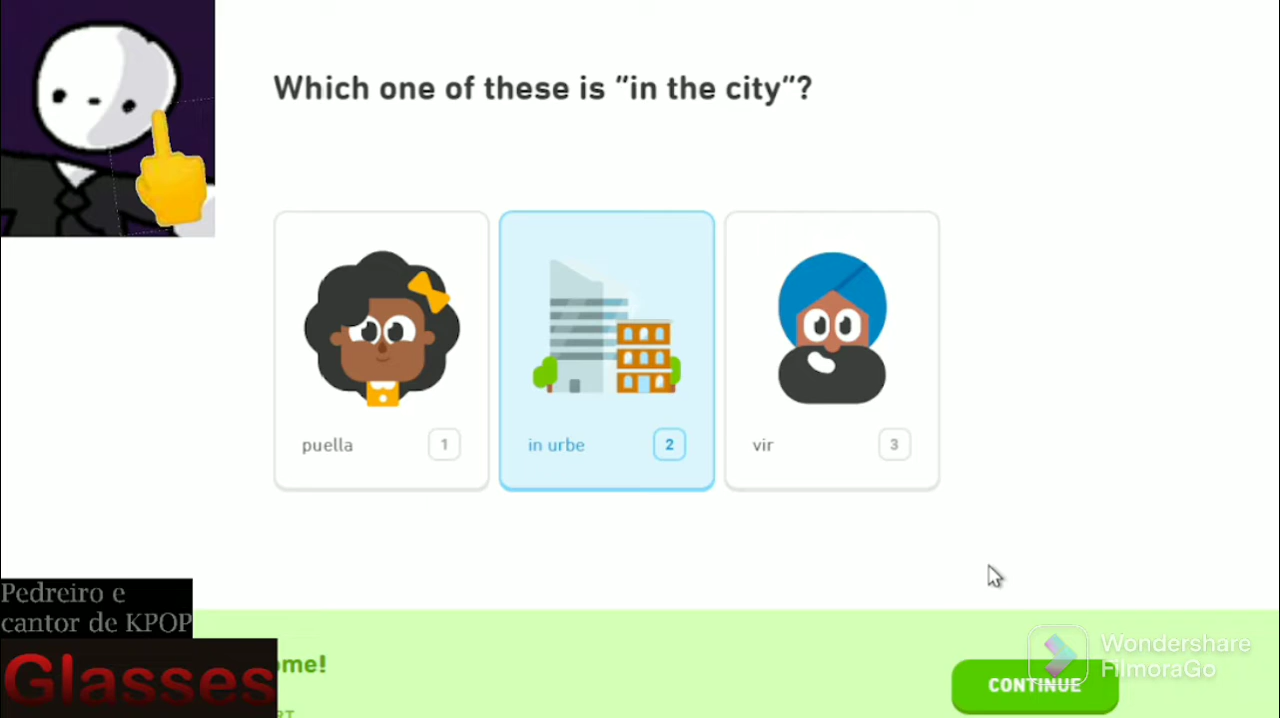 Which one of these is "in the city"?
puella 1
in urbe 2
vir 3
Pedreiro e
cantor de KPOP
Glasses
ome!
Wondershare
FilmoraGo
CONTINUE